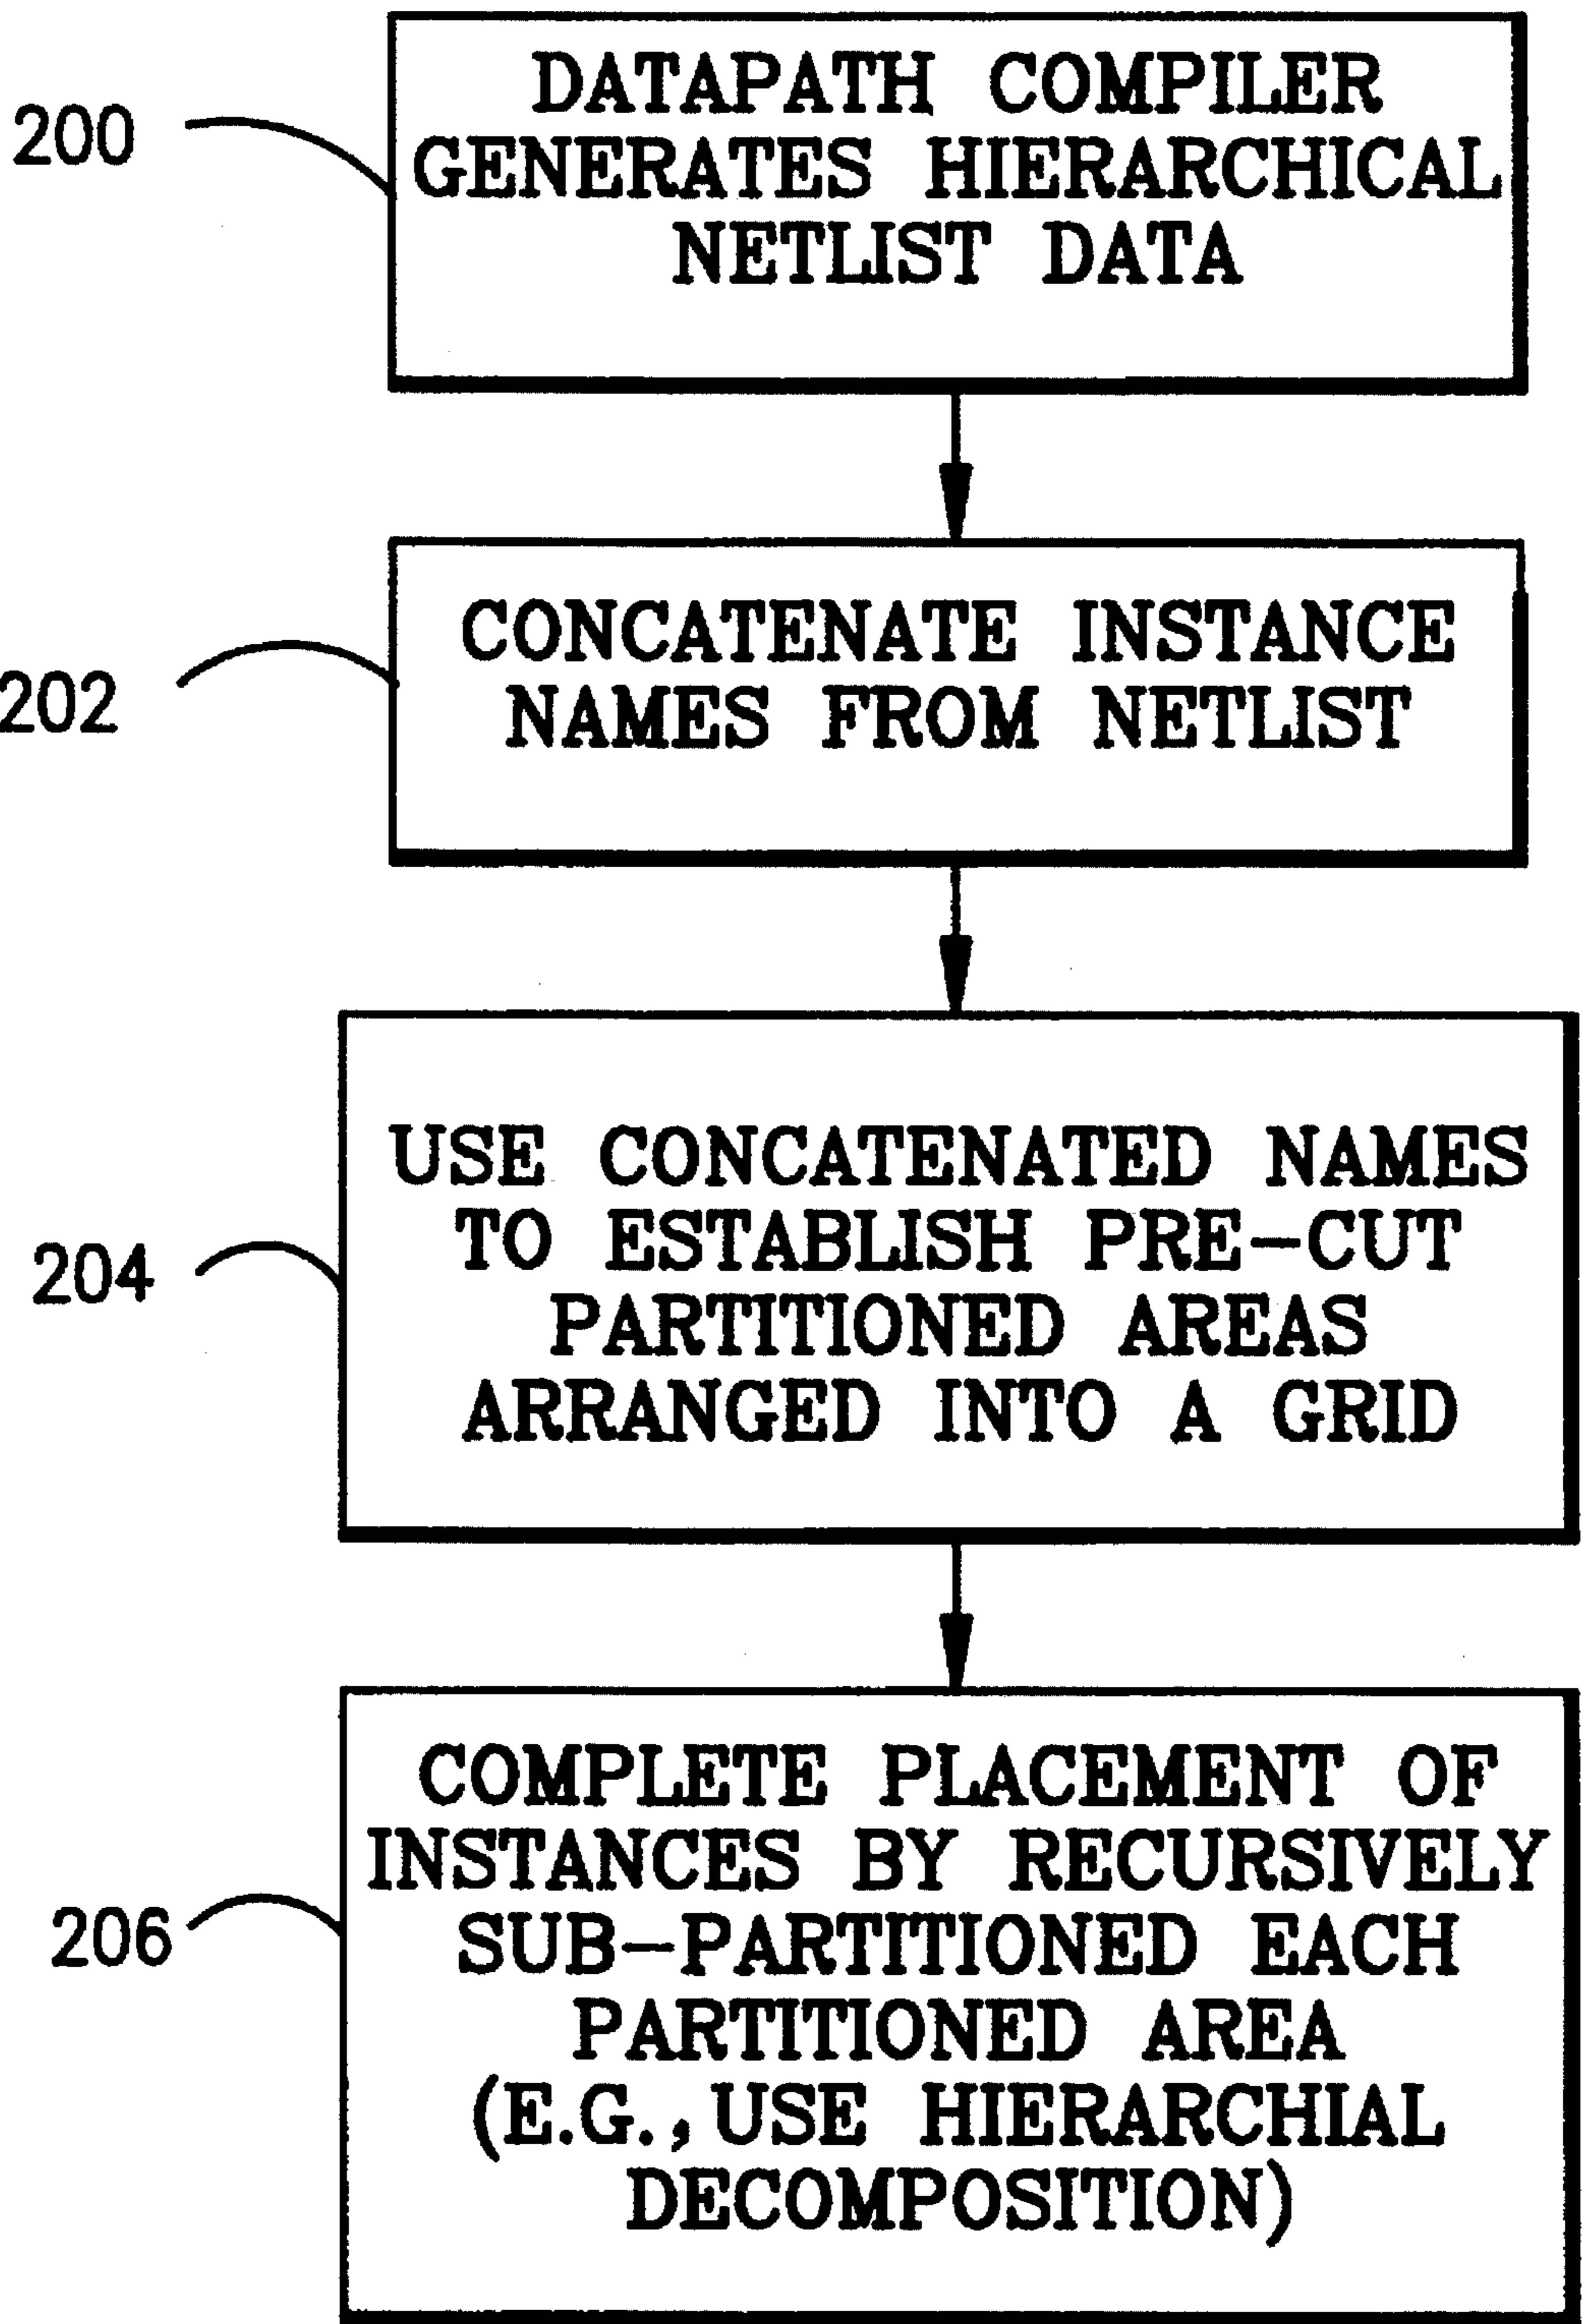 200
DATAPATH COMPILER
GENERATES HIERARCHICAL
NETLIST DATA
202
CONCATENATE INSTANCE
NAMES FROM NETLIST
204
USE CONCATENATED NAMES
TO ESTABLISH PRE-CUT
PARTITIONED AREAS
ARRANGED INTO A GRID
206
COMPLETE PLACEMENT OF
INSTANCES BY RECURSIVELY
SUB-PARTITIONED EACH
PARTITIONED AREA
(E.G., USE HIERARCHIAL
DECOMPOSITION)